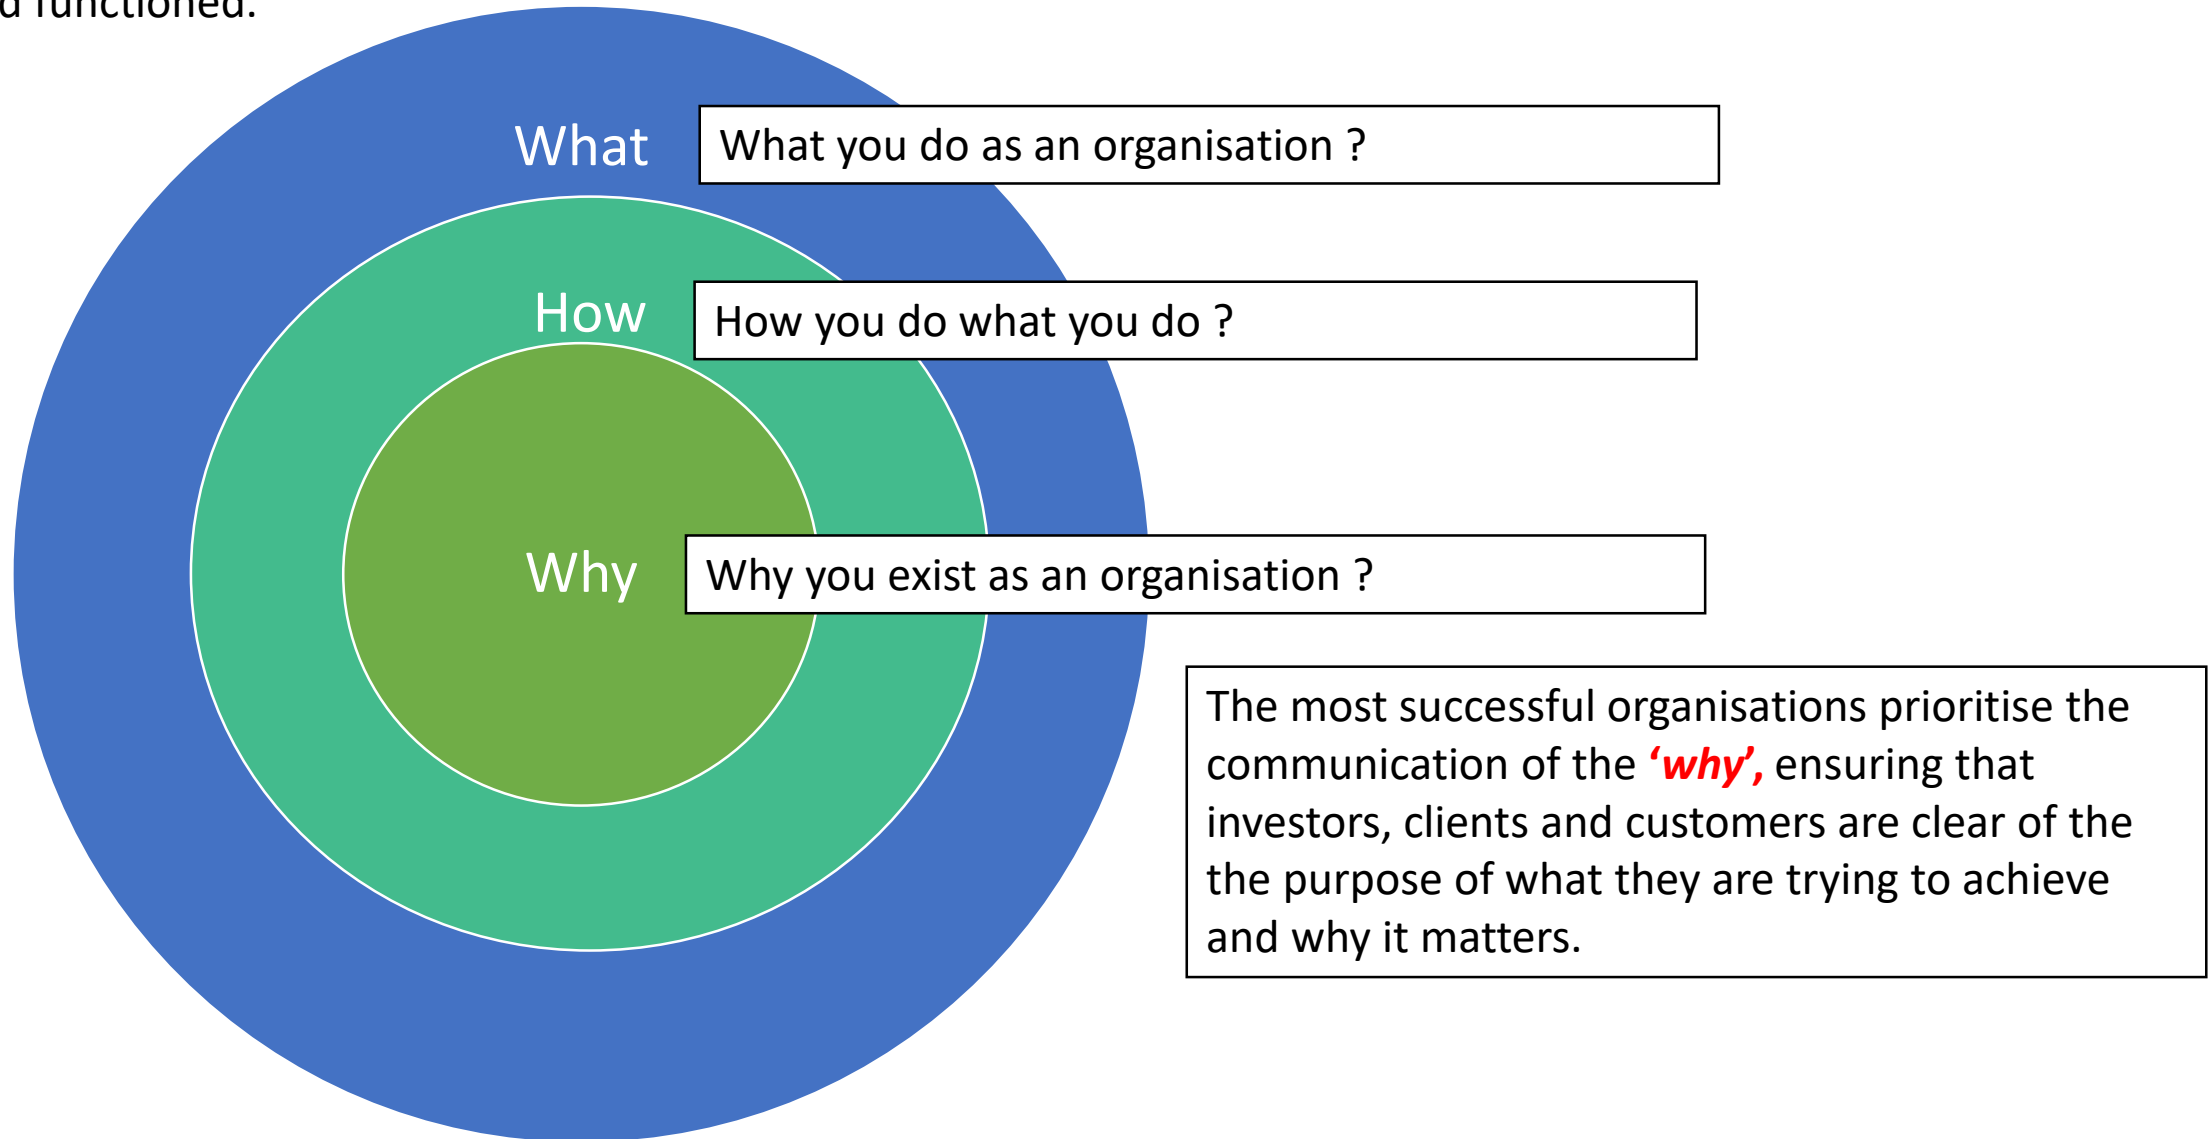 d functioned.
What
What you do as an organisation ?
How
How you do what you do ?
Why
Why you exist as an organisation ?
The most successful organisations prioritise the
communication of the ‘why’, ensuring that
investors, clients and customers are clear of the
the purpose of what they are trying to achieve
and why it matters.